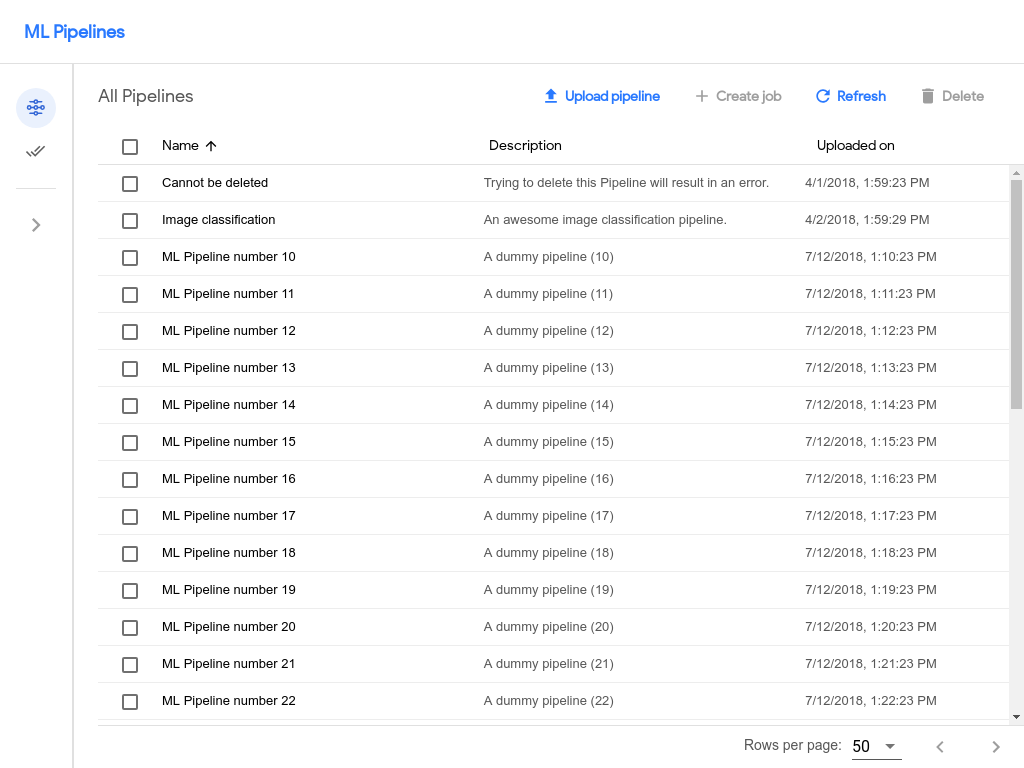 ML Pipelines
All Pipelines Upload pipeline Create job Refresh Delete
Name Description Uploaded on
Cannot be deleted Trying to delete this Pipeline will result in an error. 4/1/2018, 1:59:23 PM
Image classification An awesome image classification pipeline. 4/2/2018, 1:59:29 PM
ML Pipeline number 10 A dummy pipeline (10) 7/12/2018, 1:10:23 PM
ML Pipeline number 11 A dummy pipeline (11) 7/12/2018, 1:11:23 PM
ML Pipeline number 12 A dummy pipeline (12) 7/12/2018, 1:12:23 PM
ML Pipeline number 13 A dummy pipeline (13) 7/12/2018, 1:13:23 PM
ML Pipeline number 14 A dummy pipeline (14) 7/12/2018, 1:14:23 PM
ML Pipeline number 15 A dummy pipeline (15) 7/12/2018, 1:15:23 PM
ML Pipeline number 16 A dummy pipeline (16) 7/12/2018, 1:16:23 PM
ML Pipeline number 17 A dummy pipeline (17) 7/12/2018, 1:17:23 PM
ML Pipeline number 18 A dummy pipeline (18) 7/12/2018, 1:18:23 PM
ML Pipeline number 19 A dummy pipeline (19) 7/12/2018, 1:19:23 PM
ML Pipeline number 20 A dummy pipeline (20) 7/12/2018, 1:20:23 PM
ML Pipeline number 21 A dummy pipeline (21) 7/12/2018, 1:21:23 PM
ML Pipeline number 22 A dummy pipeline (22) 7/12/2018, 1:22:23 PM
Rows per page: 50